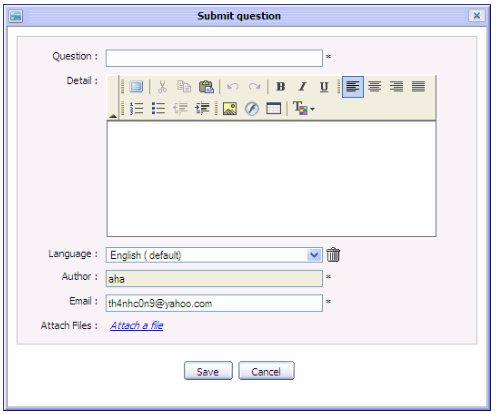 Submit question
Question : *
Detail :
B I U
Language : English ( default)
Author : aha *
Email : th4nhc0n9@yahoo.com *
Attach Files : Attach a file
Save Cancel